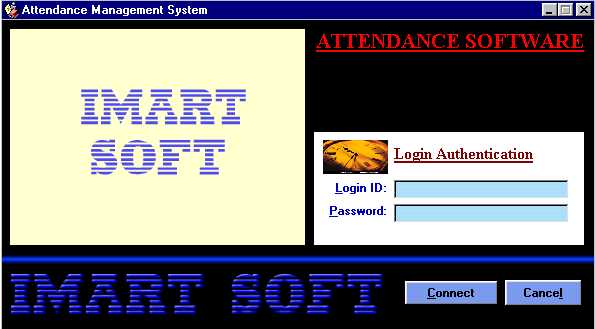 Attendance Management System
ATTENDANCE SOFTWARE
IMART
SOFT
Login Authentication
Login ID:
Password:
IMART SOFT
Connect
Cancel